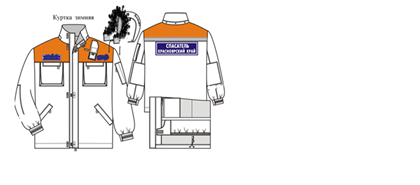 Куртка зимняя
СПАСАТЕЛЬ
КРАСНОЯРСКИЙ КРАЙ